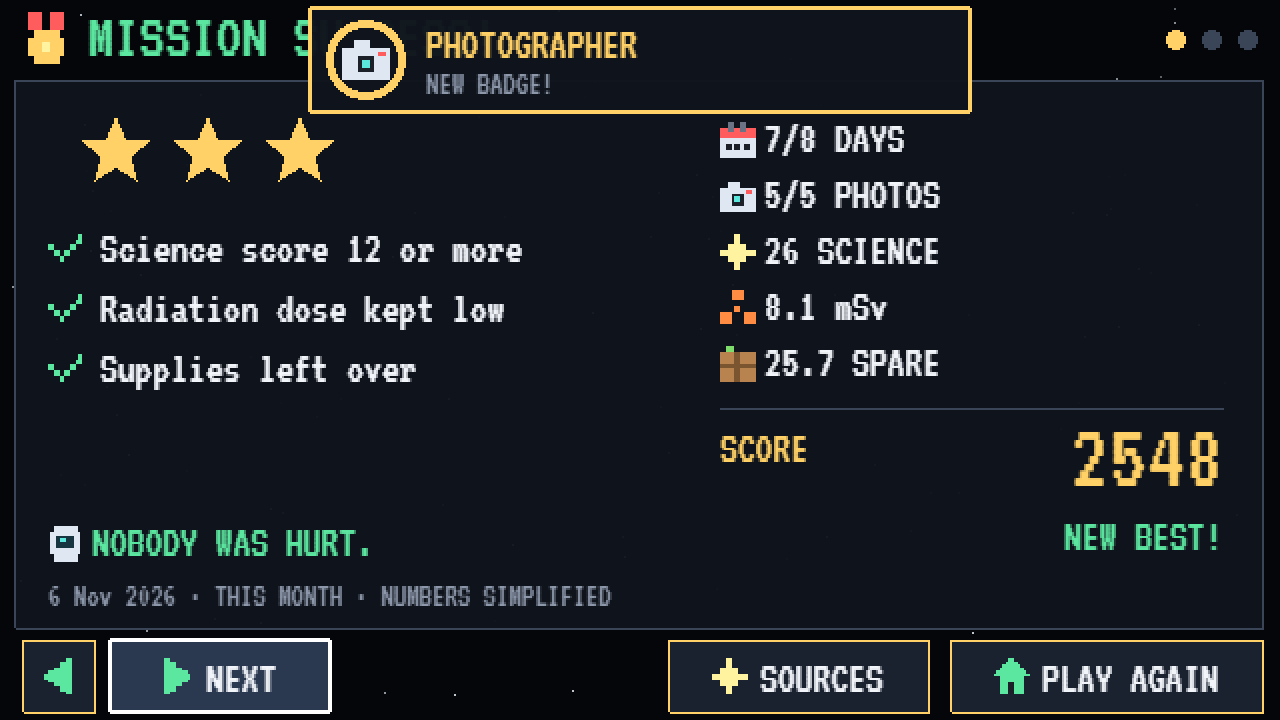 MISSION
PHOTOGRAPHER
NEW BADGE!
7/8 DAYS
5/5 PHOTOS
26 SCIENCE
8.1 mSv
25.7 SPARE
Science score 12 or more
Radiation dose kept low
Supplies left over
SCORE
2548
NEW BEST!
NOBODY WAS HURT.
6 Nov 2026 · THIS MONTH · NUMBERS SIMPLIFIED
NEXT
SOURCES
PLAY AGAIN